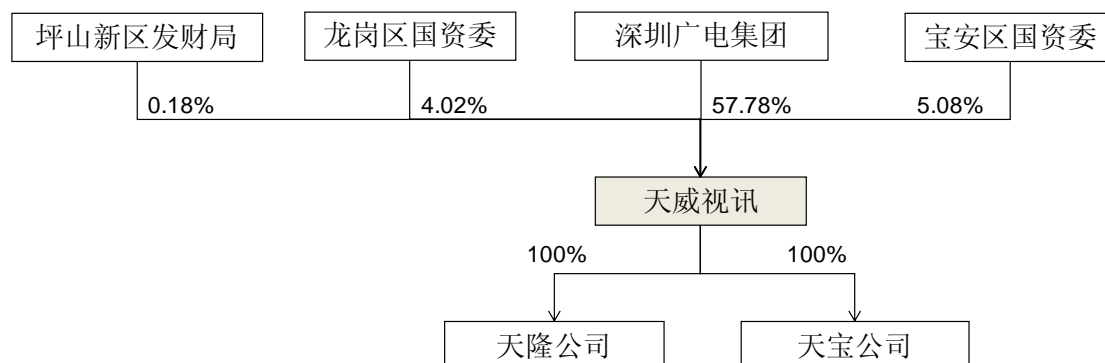 坪山新区发财局
龙岗区国资委
深圳广电集团
宝安区国资委
0.18%
4.02%
57.78%
5.08%
天威视讯
100%
100%
天隆公司
天宝公司